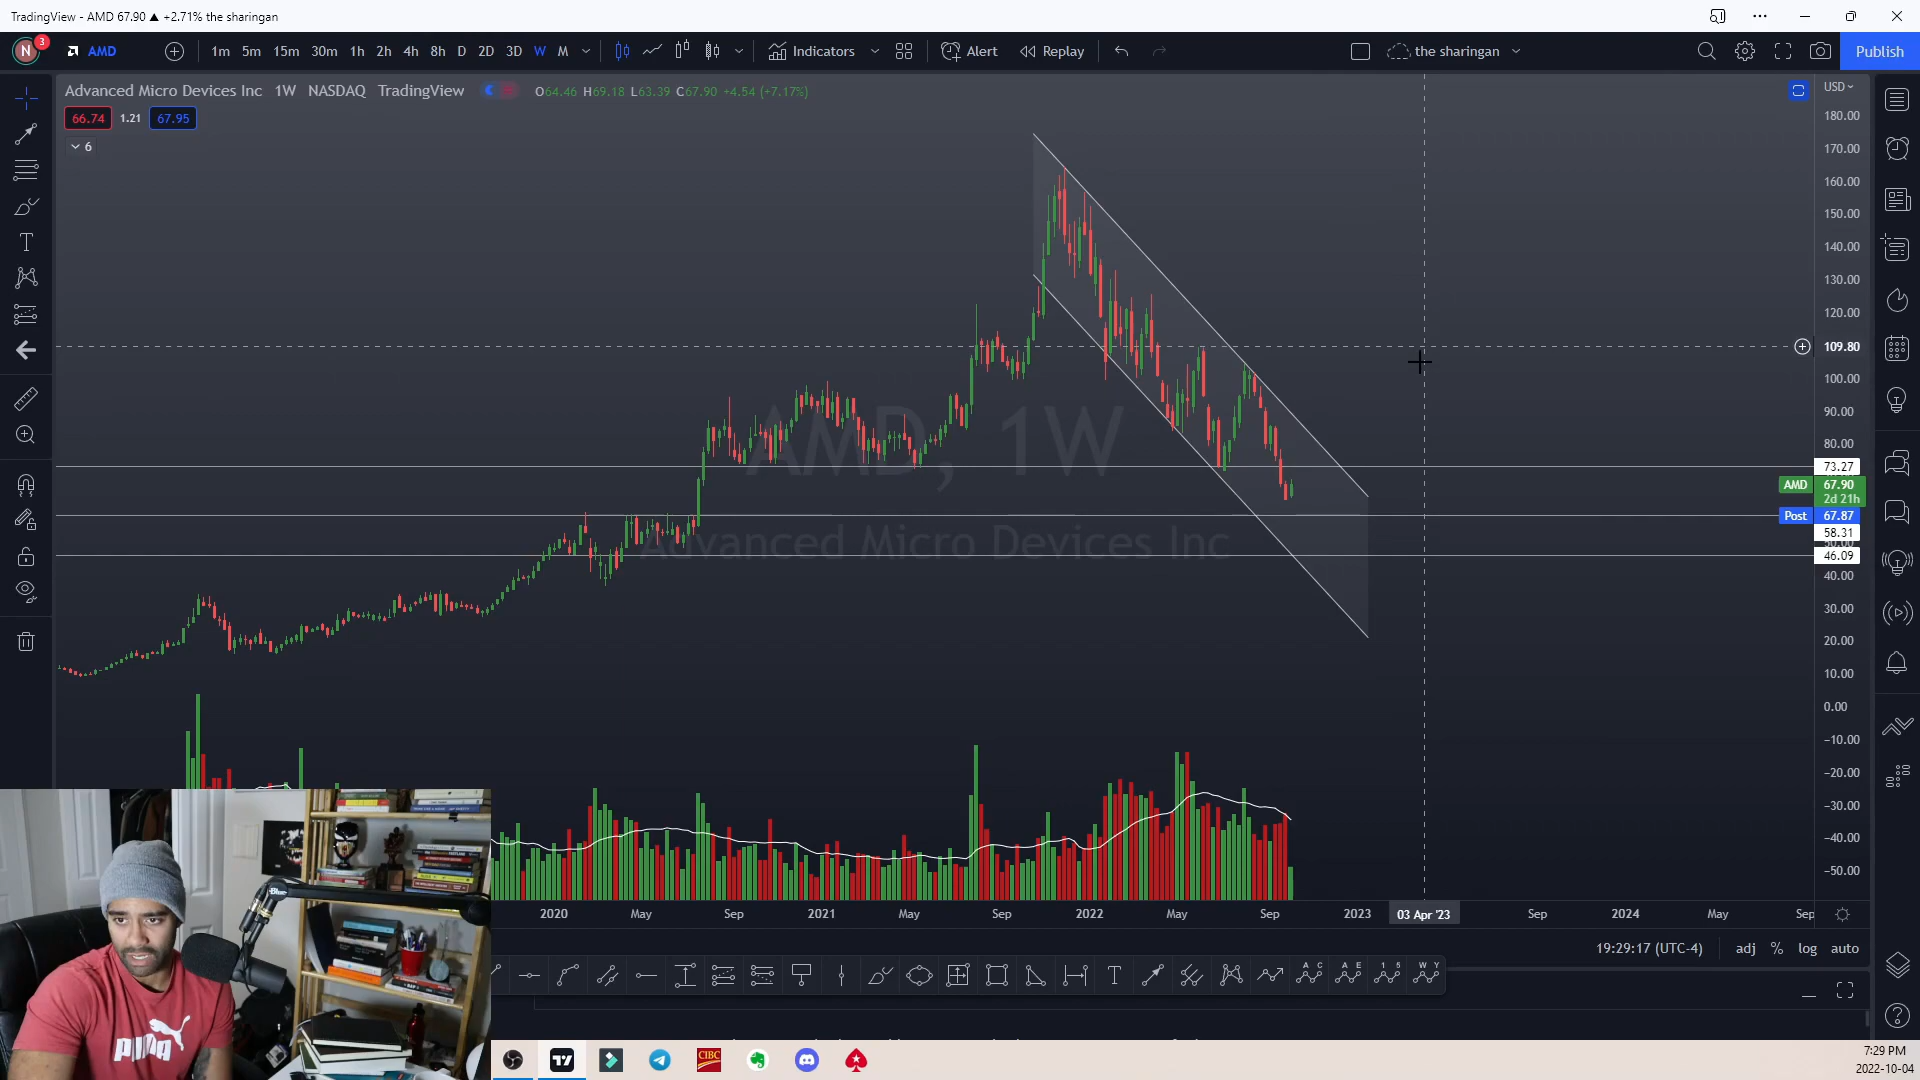 TradingView - AMD 67.90 ▲ +2.71% the sharingan
N 3 AMD 1m 5m 15m 30m 1h 2h 4h 8h D 2D 3D W M Indicators Alert Replay the sharingan Publish
Advanced Micro Devices Inc 1W NASDAQ TradingView O64.46 H69.18 L63.39 C67.90 +4.54 (+7.17%) USD
66.74 1.21 67.95
6
180.00
170.00
160.00
150.00
140.00
130.00
120.00
109.80
100.00
90.00
80.00
73.27
AMD 67.90
2d 21h
Post 67.87
58.31
46.09
40.00
30.00
20.00
10.00
0.00
−10.00
−20.00
−30.00
−40.00
−50.00
AMD, 1W
Advanced Micro Devices Inc
2020 May Sep 2021 May Sep 2022 May Sep 2023 03 Apr '23 Sep 2024 May Sep
19:29:17 (UTC-4) adj % log auto
T
A C
A E
1 5
W Y
Blue
PUMA
CIBC
7:29 PM
2022-10-04